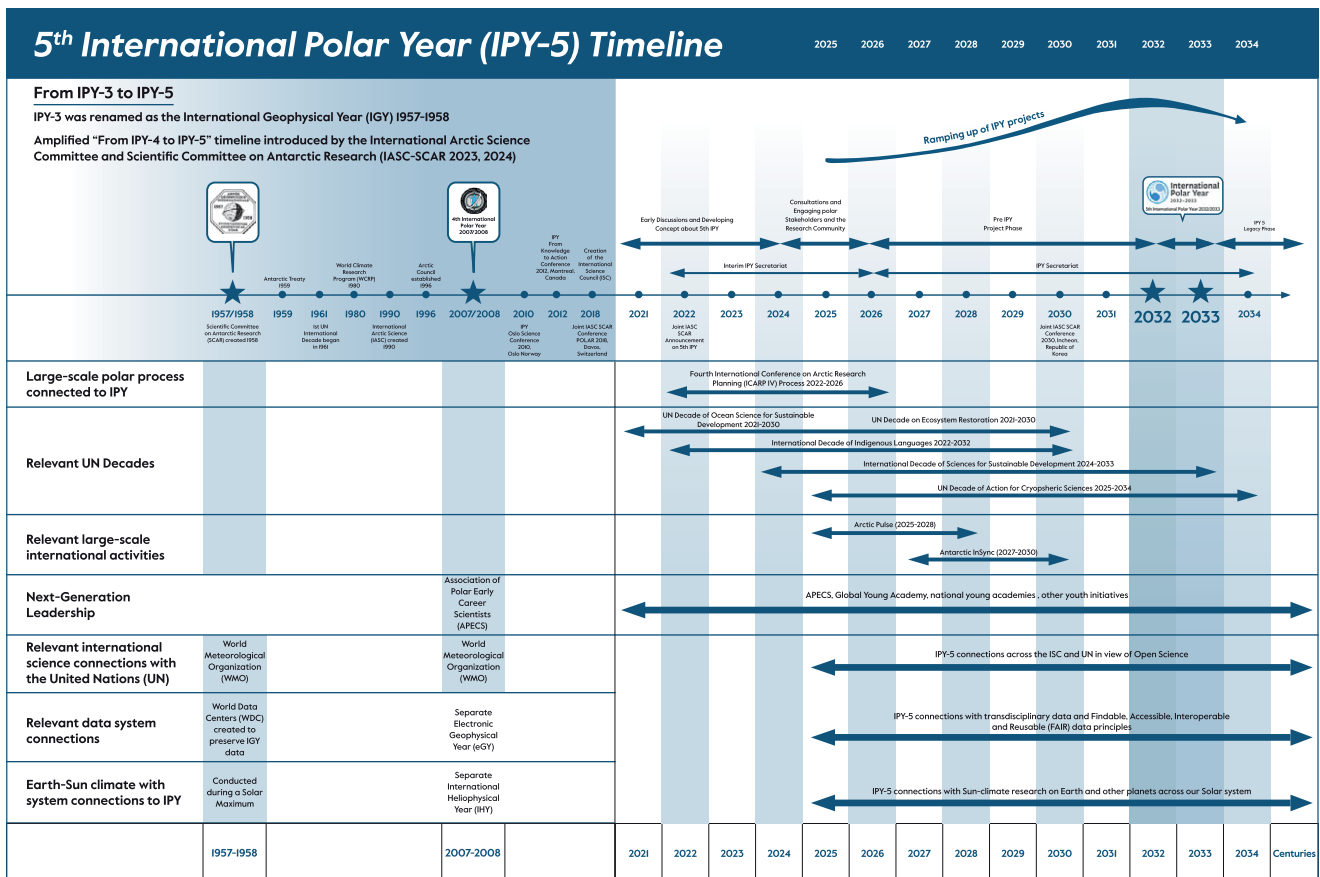 5th International Polar Year (IPY-5) Timeline
2025 2026 2027 2028 2029 2030 2031 2032 2033 2034
From IPY-3 to IPY-5
IPY-3 was renamed as the International Geophysical Year (IGY) 1957-1958
Amplified “From IPY-4 to IPY-5” timeline introduced by the International Arctic Science
Committee and Scientific Committee on Antarctic Research (IASC-SCAR 2023, 2024)
Ramping up of IPY projects
1957
1958
4th International
Polar Year
2007/2008
International
Polar Year
2032-2033
5th International Polar Year 2032/2033
Early Discussions and Developing
Concept about 5th IPY
Consultations and
Engaging polar
Stakeholders and the
Research Community
Pre IPY
Project Phase
IPY 5
Legacy Phase
Interim IPY Secretariat
IPY Secretariat
Antarctic Treaty
1959
World Climate
Research
Program (WCRP)
1980
Arctic
Council
established
1996
IPY
From
Knowledge
to Action
Conference
2012, Montreal,
Canada
Creation
of the
International
Science
Council (ISC)
1957/1958 1959 1961 1980 1990 1996 2007/2008 2010 2012 2018 2021 2022 2023 2024 2025 2026 2027 2028 2029 2030 2031 2032 2033 2034
Scientific Committee
on Antarctic Research
(SCAR) created 1958
1st UN
International
Decade began
in 1961
International
Arctic Science
(IASC) created
1990
IPY
Oslo Science
Conference
2010,
Oslo Norway
Joint IASC SCAR
Conference
POLAR 2018,
Davos,
Switzerland
Joint IASC
SCAR
Announcement
on 5th IPY
Joint IASC SCAR
Conference
2030, Incheon,
Republic of
Korea
Large-scale polar process
connected to IPY
Fourth International Conference on Arctic Research
Planning (ICARP IV) Process 2022-2026
Relevant UN Decades
UN Decade of Ocean Science for Sustainable
Development 2021-2030
UN Decade on Ecosystem Restoration 2021-2030
International Decade of Indigenous Languages 2022-2032
International Decade of Sciences for Sustainable Development 2024-2033
UN Decade of Action for Cryopsheric Sciences 2025-2034
Relevant large-scale
international activities
Arctic Pulse (2025-2028)
Antarctic InSync (2027-2030)
Next-Generation
Leadership
Association of
Polar Early
Career
Scientists
(APECS)
APECS, Global Young Academy, national young academies , other youth initiatives
Relevant international
science connections with
the United Nations (UN)
World
Meteorological
Organization
(WMO)
World
Meteorological
Organization
(WMO)
IPY-5 connections across the ISC and UN in view of Open Science
Relevant data system
connections
World Data
Centers (WDC)
created to
preserve IGY
data
Separate
Electronic
Geophysical
Year (eGY)
IPY-5 connections with transdisciplinary data and Findable, Accessible, Interoperable
and Reusable (FAIR) data principles
Earth-Sun climate with
system connections to IPY
Conducted
during a Solar
Maximum
Separate
International
Heliophysical
Year (IHY)
IPY-5 connections with Sun-climate research on Earth and other planets across our Solar system
1957-1958 2007-2008 2021 2022 2023 2024 2025 2026 2027 2028 2029 2030 2031 2032 2033 2034 Centuries